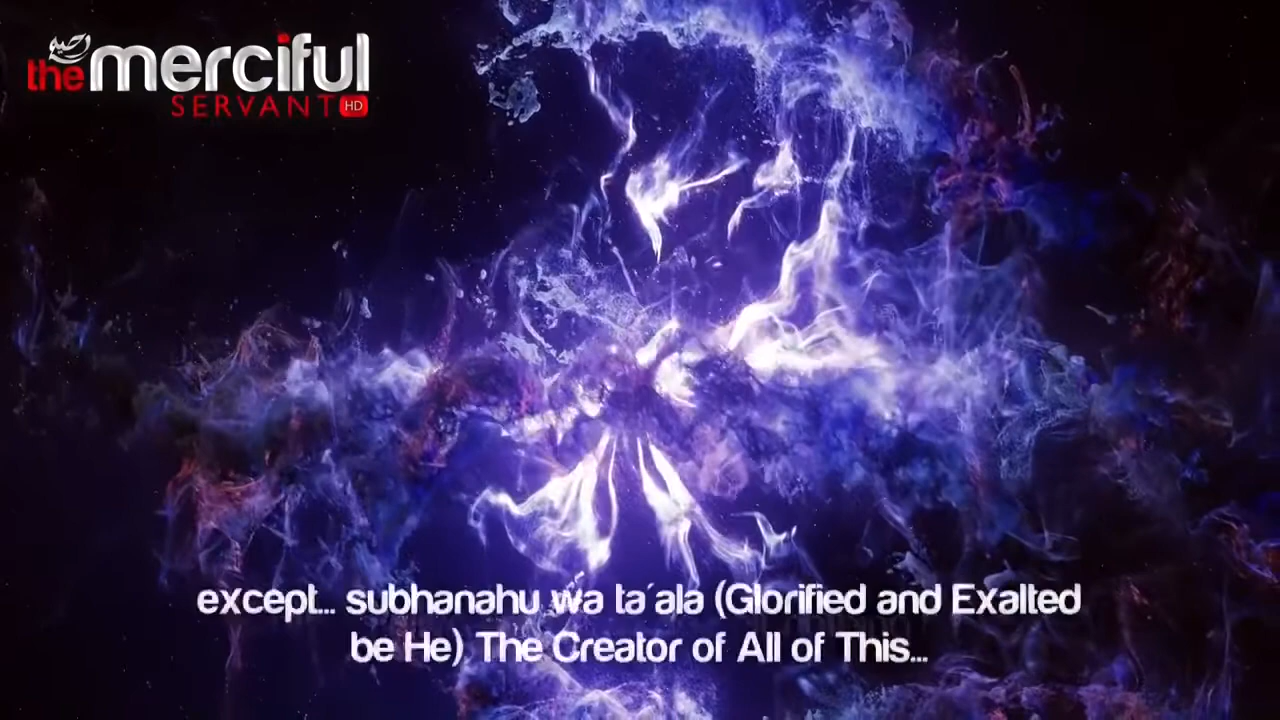 the merciful
SERVANT HD
except... subhanahu wa ta´ala (Glorified and Exalted
be He) The Creator of All of This...